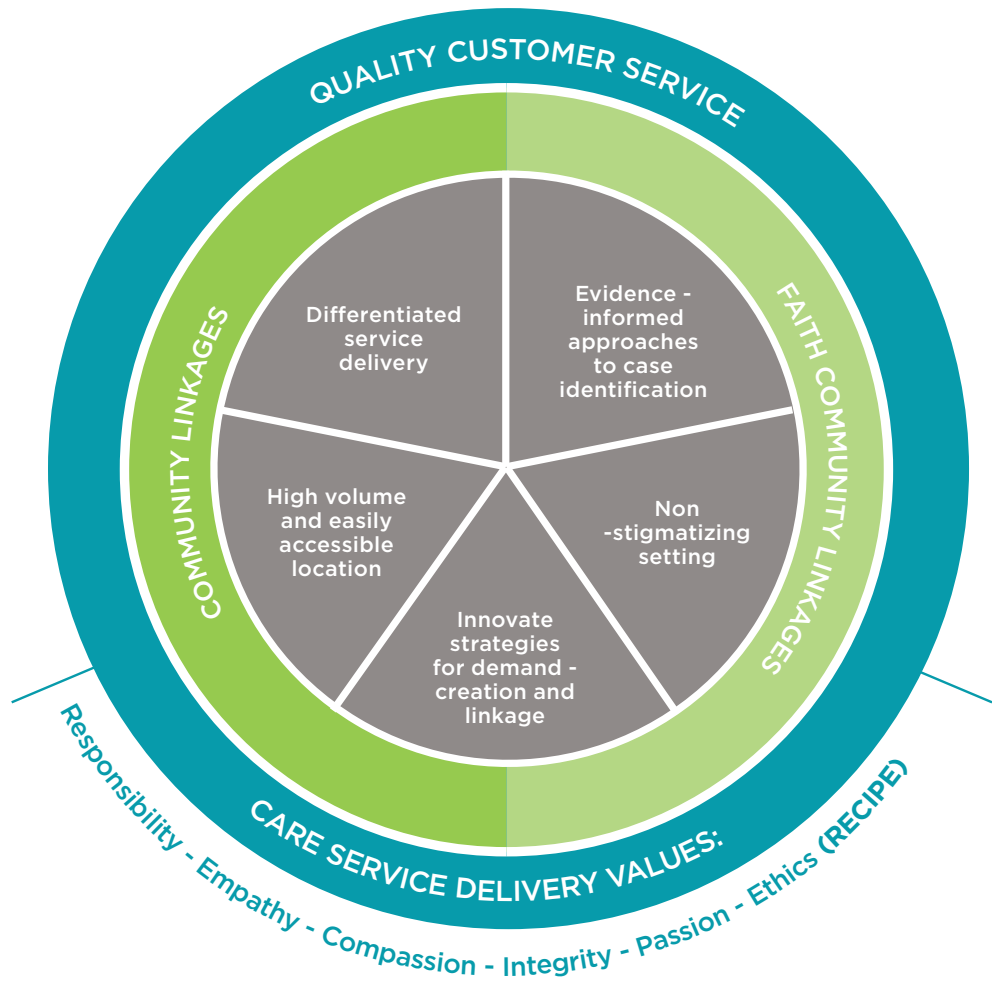 QUALITY CUSTOMER SERVICE
COMMUNITY LINKAGES
FAITH COMMUNITY LINKAGES
Differentiated
service
delivery
Evidence -
informed
approaches
to case
identification
High volume
and easily
accessible
location
Non
-stigmatizing
setting
Innovate
strategies
for demand -
creation and
linkage
CARE SERVICE DELIVERY VALUES:
Responsibility - Empathy - Compassion - Integrity - Passion - Ethics (RECIPE)